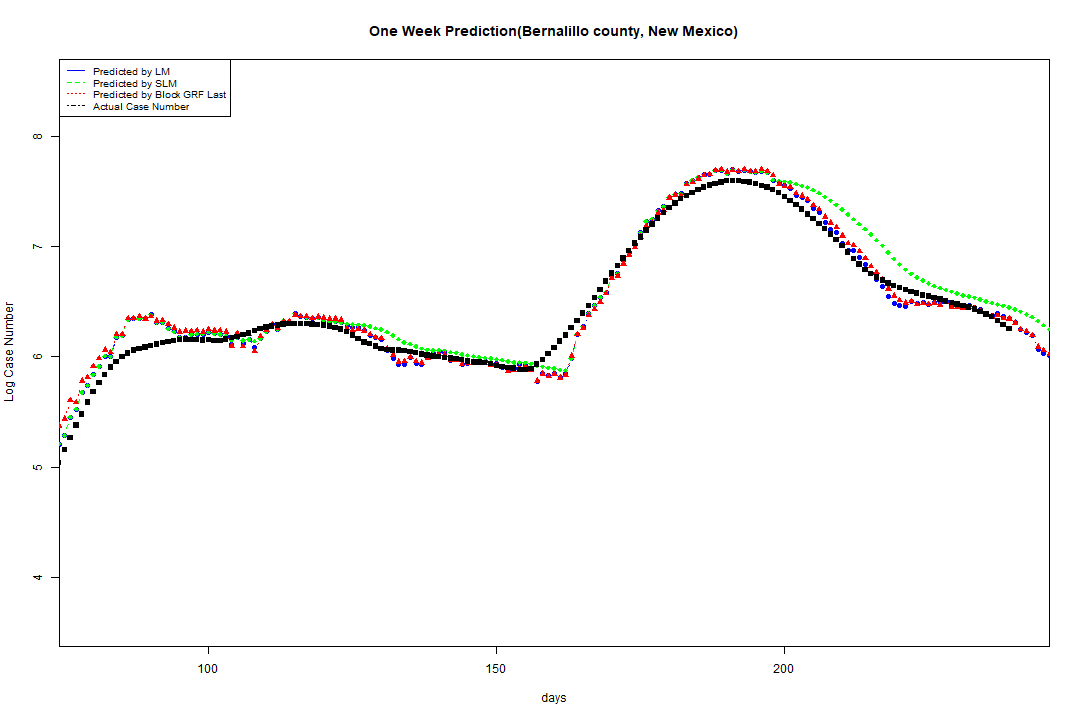 One Week Prediction(Bernalillo county, New Mexico)
Predicted by LM
Predicted by SLM
Predicted by Block GRF Last
Actual Case Number
8
7
6
5
4
Log Case Number
100
150
200
days